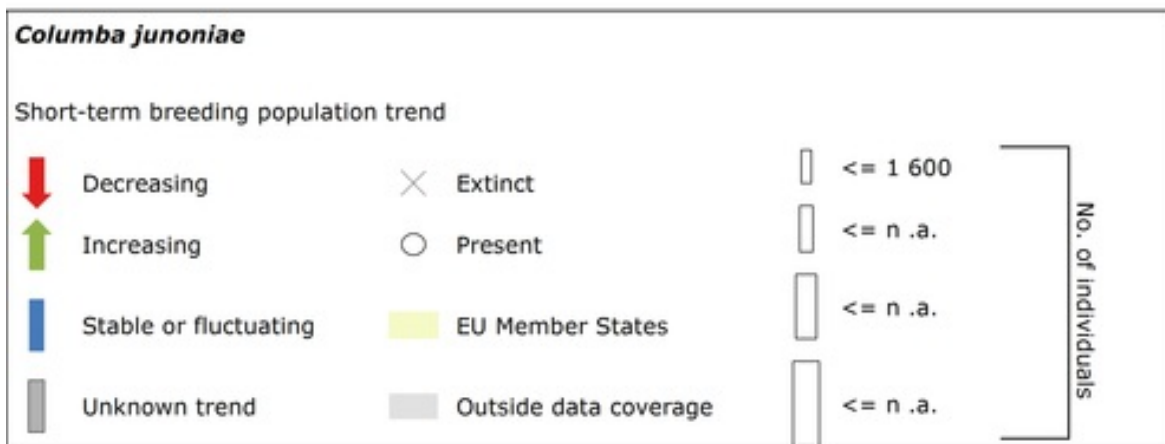 Columba junoniae
Short-term breeding population trend
Decreasing
Extinct
<= 1 600
Increasing
Present
<= n .a.
Stable or fluctuating
EU Member States
<= n .a.
Unknown trend
Outside data coverage
<= n .a.
No. of individuals